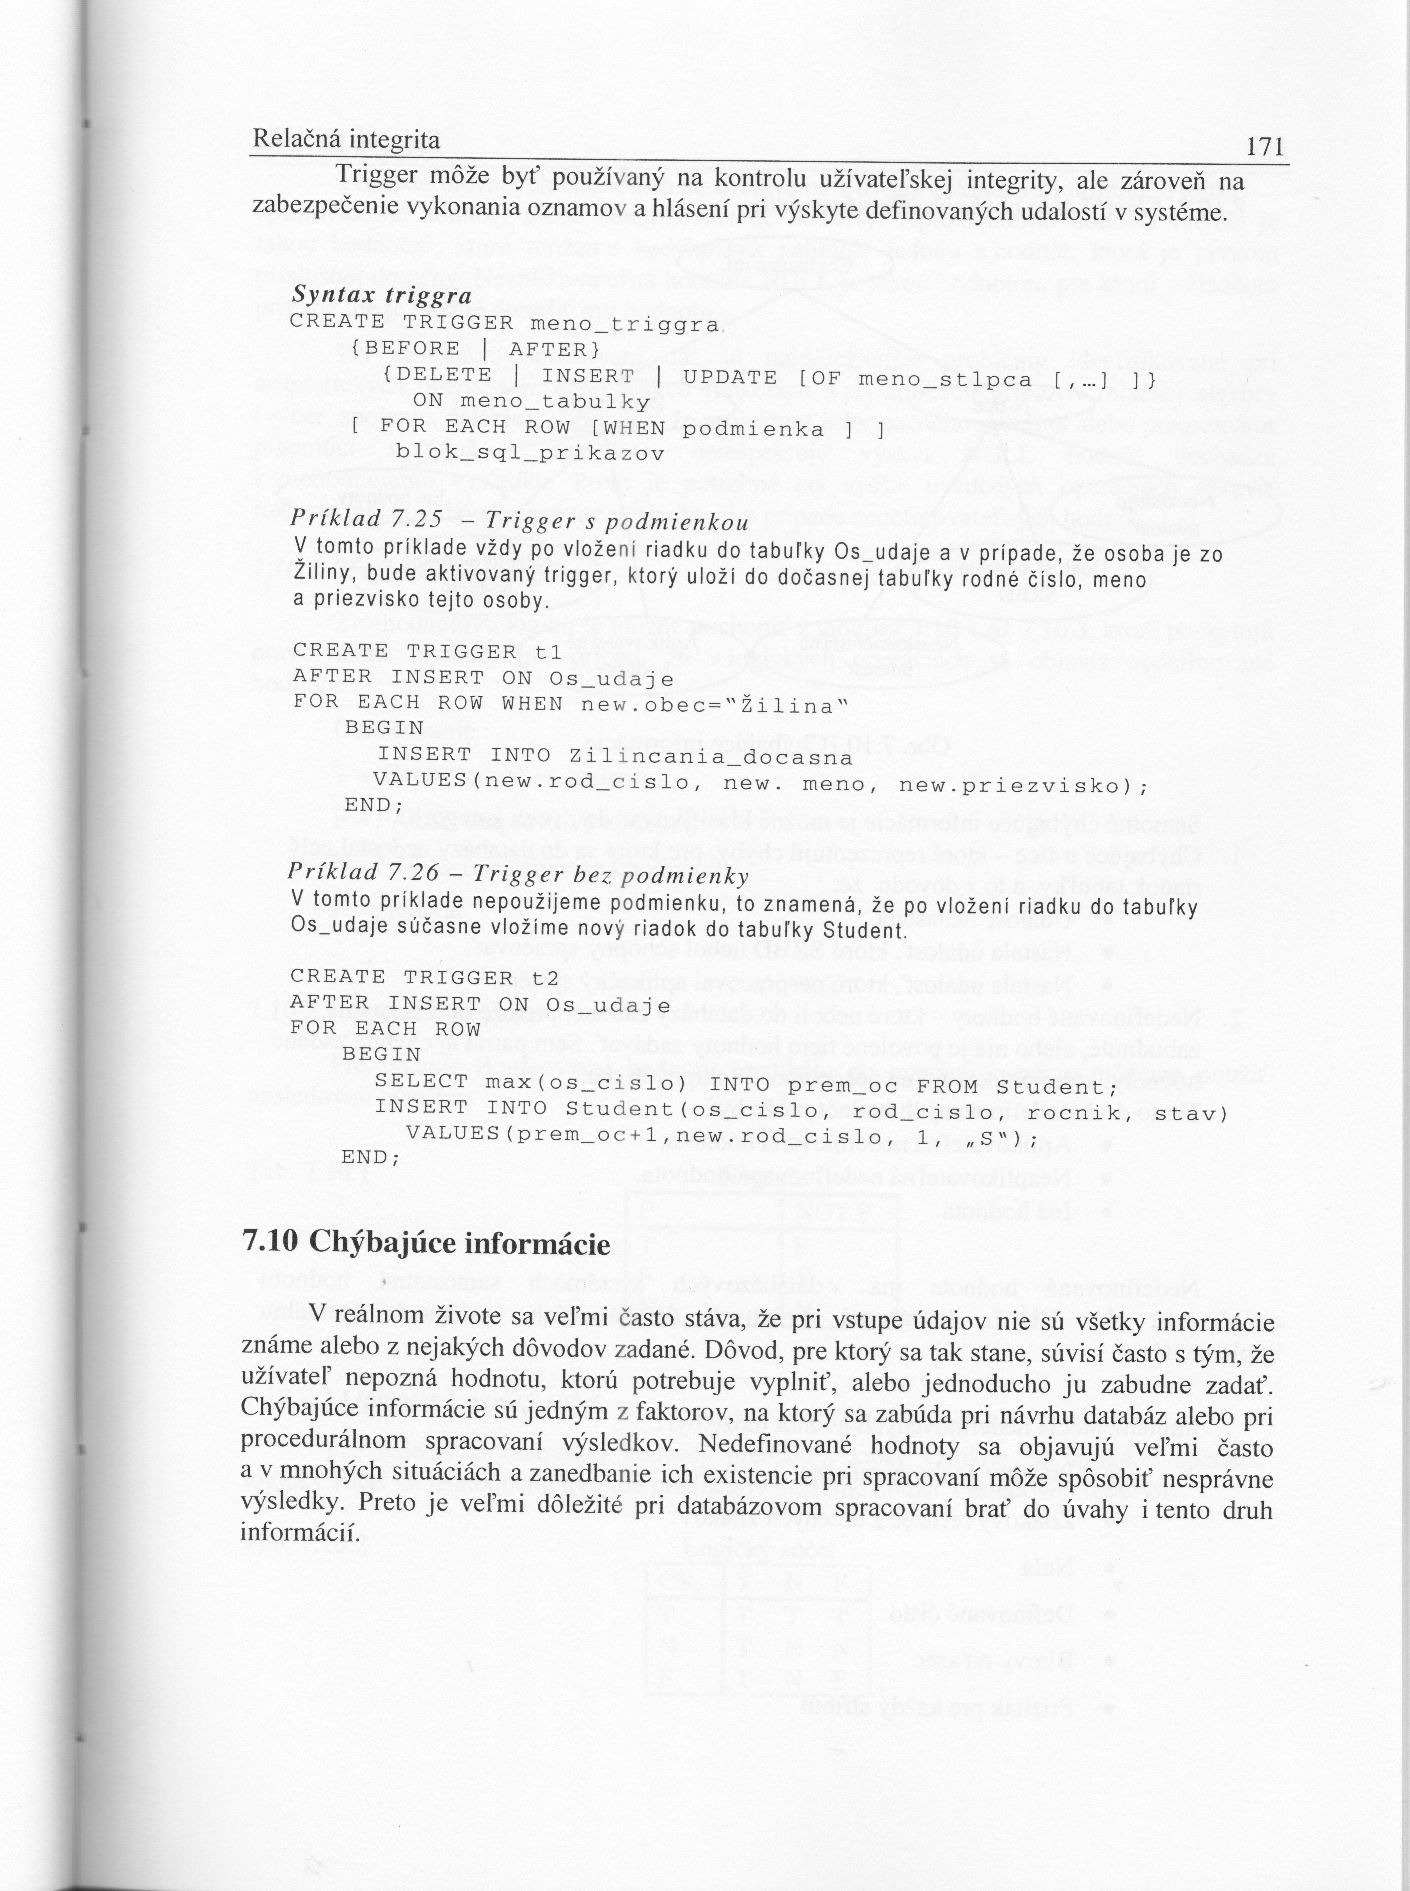 Relačná integrita 171
Trigger môže byť používaný na kontrolu užívateľskej integrity, ale zároveň na
zabezpečenie vykonania oznamov a hlásení pri výskyte definovaných udalostí v systéme.
Syntax triggra
CREATE TRIGGER meno_triggra
{BEFORE | AFTER}
{DELETE | INSERT | UPDATE [OF meno_stlpca [,…] ]}
ON meno_tabulky
[ FOR EACH ROW [WHEN podmienka ] ]
blok_sql_prikazov
Príklad 7.25 – Trigger s podmienkou
V tomto príklade vždy po vložení riadku do tabuľky Os_udaje a v prípade, že osoba je zo
Žiliny, bude aktivovaný trigger, ktorý uloží do dočasnej tabuľky rodné číslo, meno
a priezvisko tejto osoby.
CREATE TRIGGER t1
AFTER INSERT ON Os_udaje
FOR EACH ROW WHEN new.obec="Žilina"
BEGIN
INSERT INTO Zilincania_docasna
VALUES(new.rod_cislo, new. meno, new.priezvisko);
END;
Príklad 7.26 – Trigger bez podmienky
V tomto príklade nepoužijeme podmienku, to znamená, že po vložení riadku do tabuľky
Os_udaje súčasne vložíme nový riadok do tabuľky Student.
CREATE TRIGGER t2
AFTER INSERT ON Os_udaje
FOR EACH ROW
BEGIN
SELECT max(os_cislo) INTO prem_oc FROM Student;
INSERT INTO Student(os_cislo, rod_cislo, rocnik, stav)
VALUES(prem_oc+1,new.rod_cislo, 1, „S“);
END;
7.10 Chýbajúce informácie
V reálnom živote sa veľmi často stáva, že pri vstupe údajov nie sú všetky informácie
známe alebo z nejakých dôvodov zadané. Dôvod, pre ktorý sa tak stane, súvisí často s tým, že
užívateľ nepozná hodnotu, ktorú potrebuje vyplniť, alebo jednoducho ju zabudne zadať.
Chýbajúce informácie sú jedným z faktorov, na ktorý sa zabúda pri návrhu databáz alebo pri
procedurálnom spracovaní výsledkov. Nedefinované hodnoty sa objavujú veľmi často
a v mnohých situáciách a zanedbanie ich existencie pri spracovaní môže spôsobiť nesprávne
výsledky. Preto je veľmi dôležité pri databázovom spracovaní brať do úvahy i tento druh
informácií.